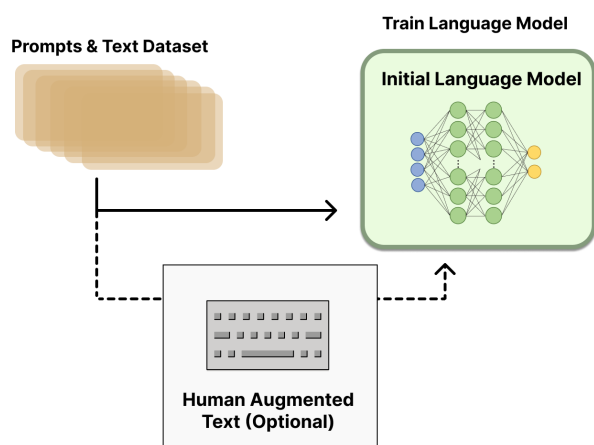 Train Language Model
Prompts & Text Dataset
Initial Language Model
Human Augmented
Text (Optional)